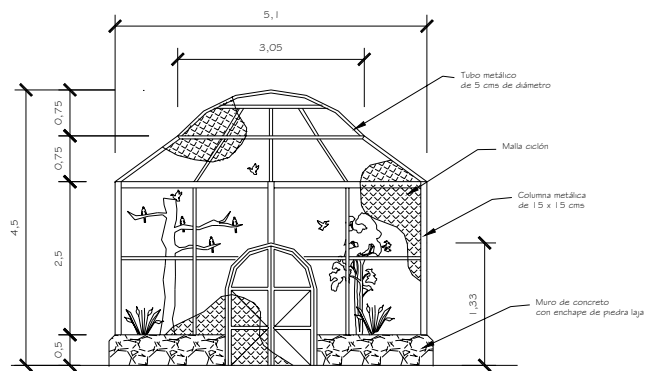 5,1
3,05
Tubo metálico
de 5 cms de diámetro
0,75
Malla ciclón
0,75
Columna metálica
de 15 x 15 cms
4,5
2,5
1,33
Muro de concreto
con enchape de piedra laja
0,5